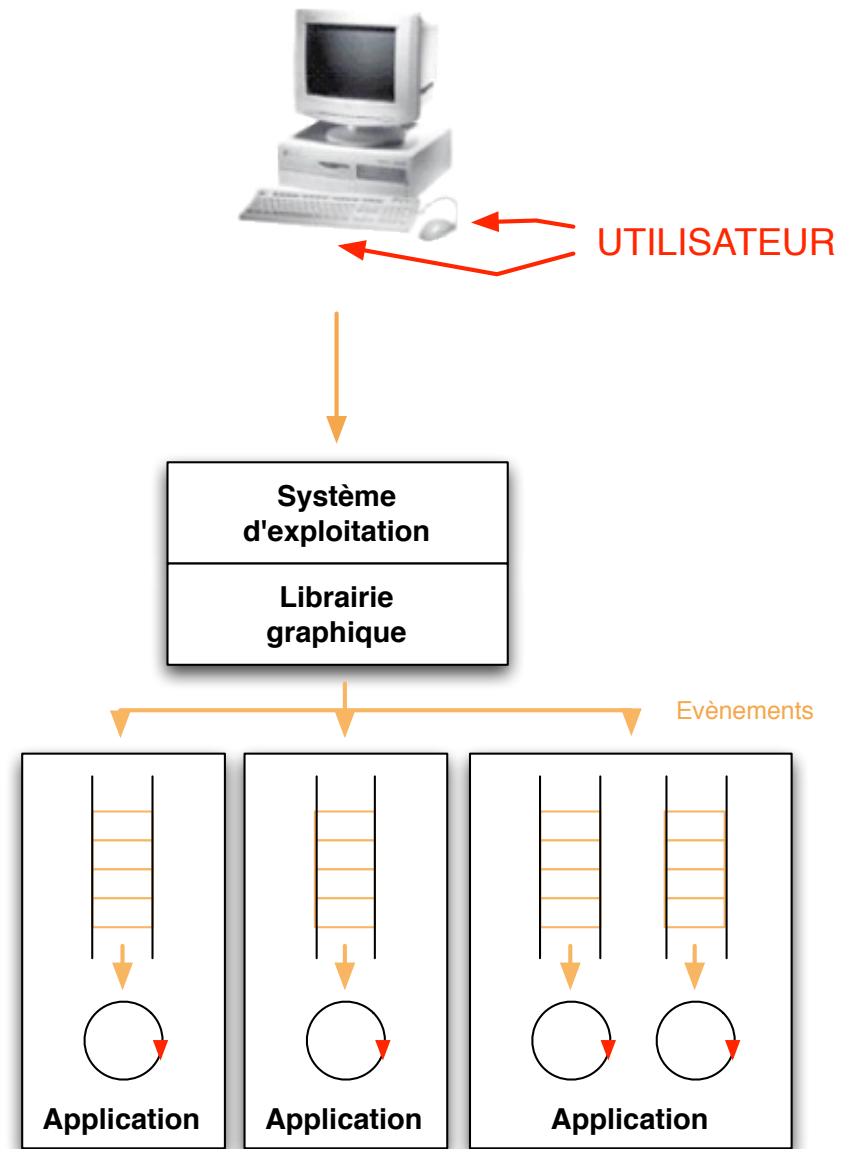 UTILISATEUR
Système
d'exploitation
Librairie
graphique
Evènements
Application
Application
Application